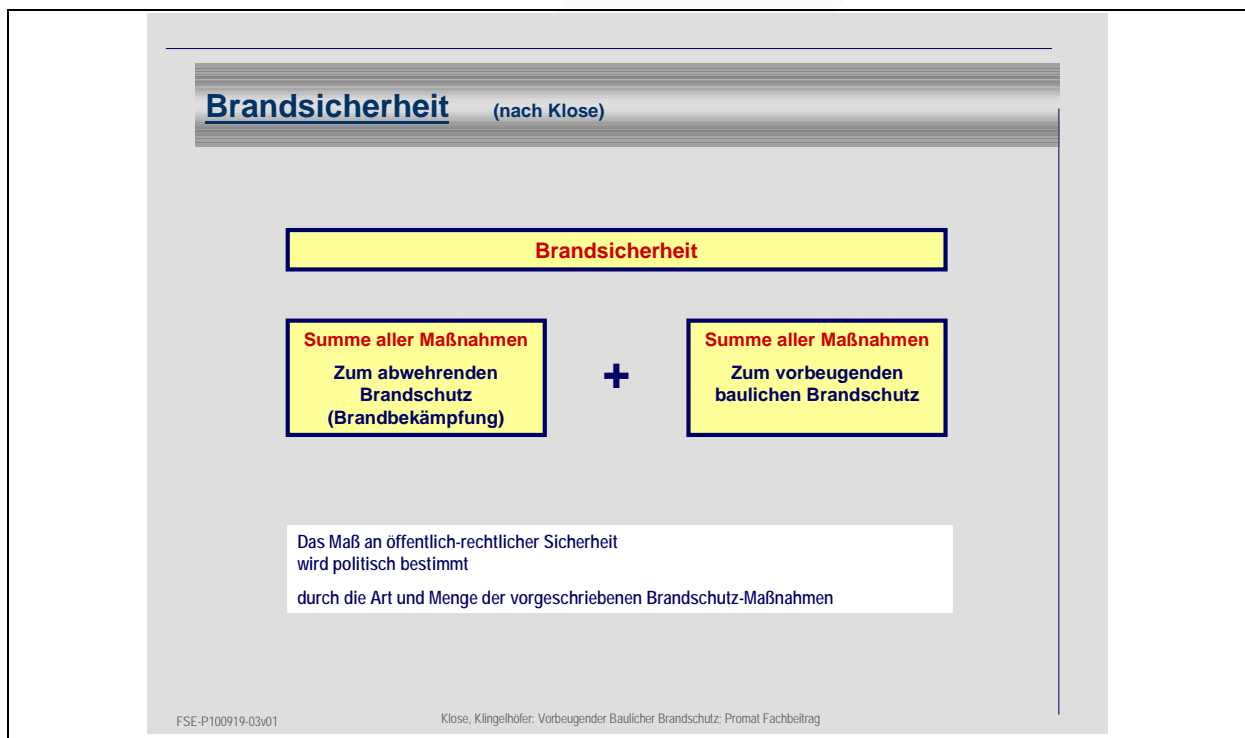 Brandsicherheit (nach Klose)
Brandsicherheit
Summe aller Maßnahmen
Zum abwehrenden
Brandschutz
(Brandbekämpfung)
+
Summe aller Maßnahmen
Zum vorbeugenden
baulichen Brandschutz
Das Maß an öffentlich-rechtlicher Sicherheit
wird politisch bestimmt
durch die Art und Menge der vorgeschriebenen Brandschutz-Maßnahmen
FSE-P100919-03v01
Klose, Klingelhöfer: Vorbeugender Baulicher Brandschutz; Promat Fachbeitrag